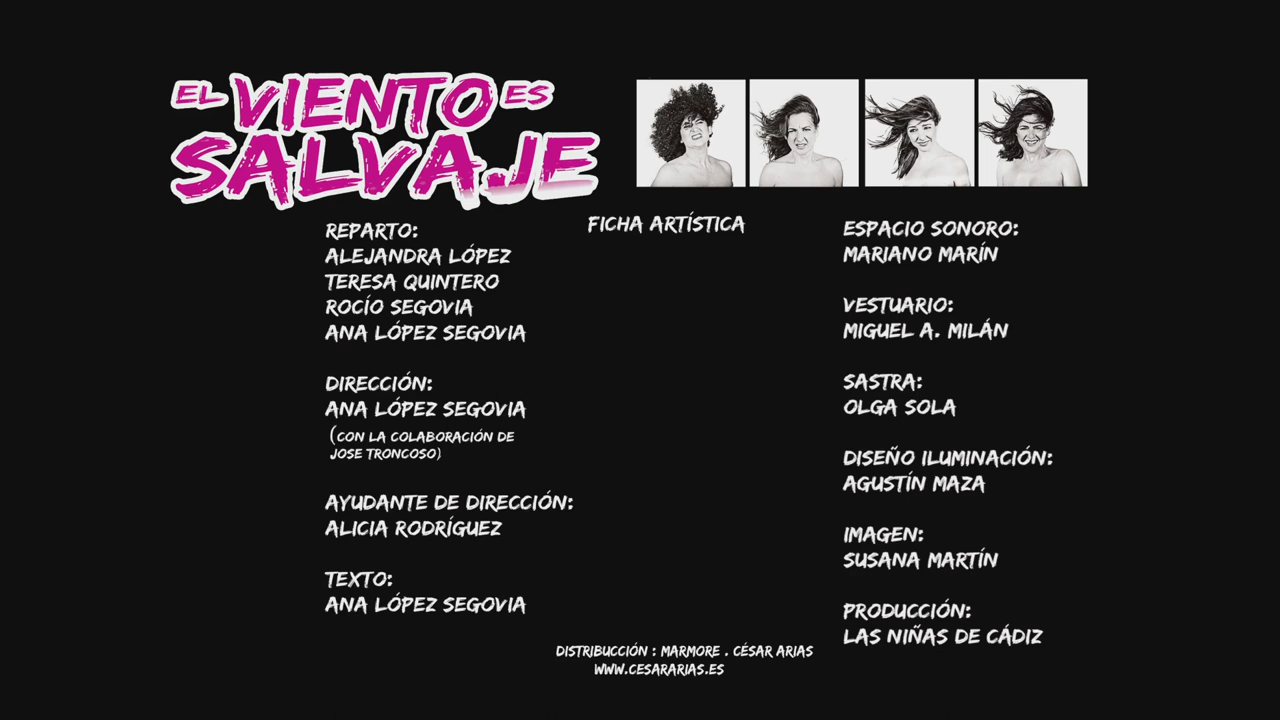 EL VIENTO ES
SALVAJE
FICHA ARTÍSTICA
REPARTO:
ALEJANDRA LÓPEZ
TERESA QUINTERO
ROCÍO SEGOVIA
ANA LÓPEZ SEGOVIA
DIRECCIÓN:
ANA LÓPEZ SEGOVIA
(CON LA COLABORACIÓN DE
JOSE TRONCOSO)
AYUDANTE DE DIRECCIÓN:
ALICIA RODRÍGUEZ
TEXTO:
ANA LÓPEZ SEGOVIA
ESPACIO SONORO:
MARIANO MARÍN
VESTUARIO:
MIGUEL A. MILÁN
SASTRA:
OLGA SOLA
DISEÑO ILUMINACIÓN:
AGUSTÍN MAZA
IMAGEN:
SUSANA MARTÍN
PRODUCCIÓN:
LAS NIÑAS DE CÁDIZ
DISTRIBUCCIÓN : MARMORE . CÉSAR ARIAS
WWW.CESARARIAS.ES